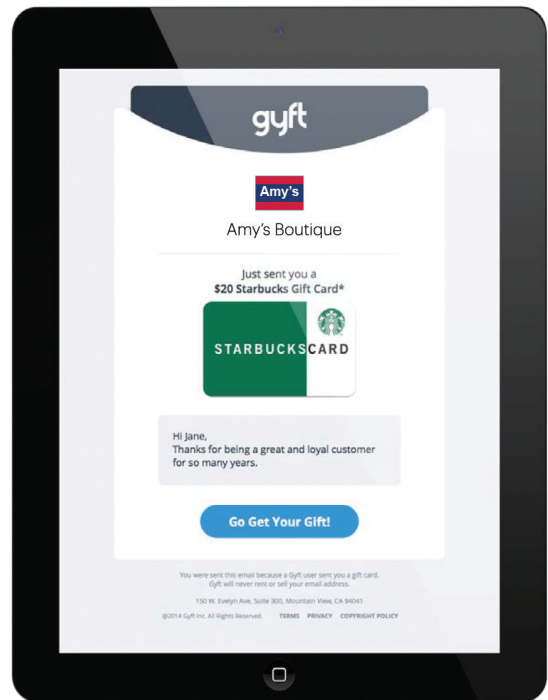 gyft
Amy's
Amy's Boutique
Just sent you a
$20 Starbucks Gift Card*
STARBUCKSCARD
Hi Jane,
Thanks for being a great and loyal customer
for so many years.
Go Get Your Gift!
You were sent this email because a Gyft user sent you a gift card.
Gyft will never rent or sell your email address.
150 W. Evelyn Ave, Suite 300, Mountain View, CA 94041
@2014 Gyft Inc. All Rights Reserved. TERMS PRIVACY COPYRIGHT POLICY